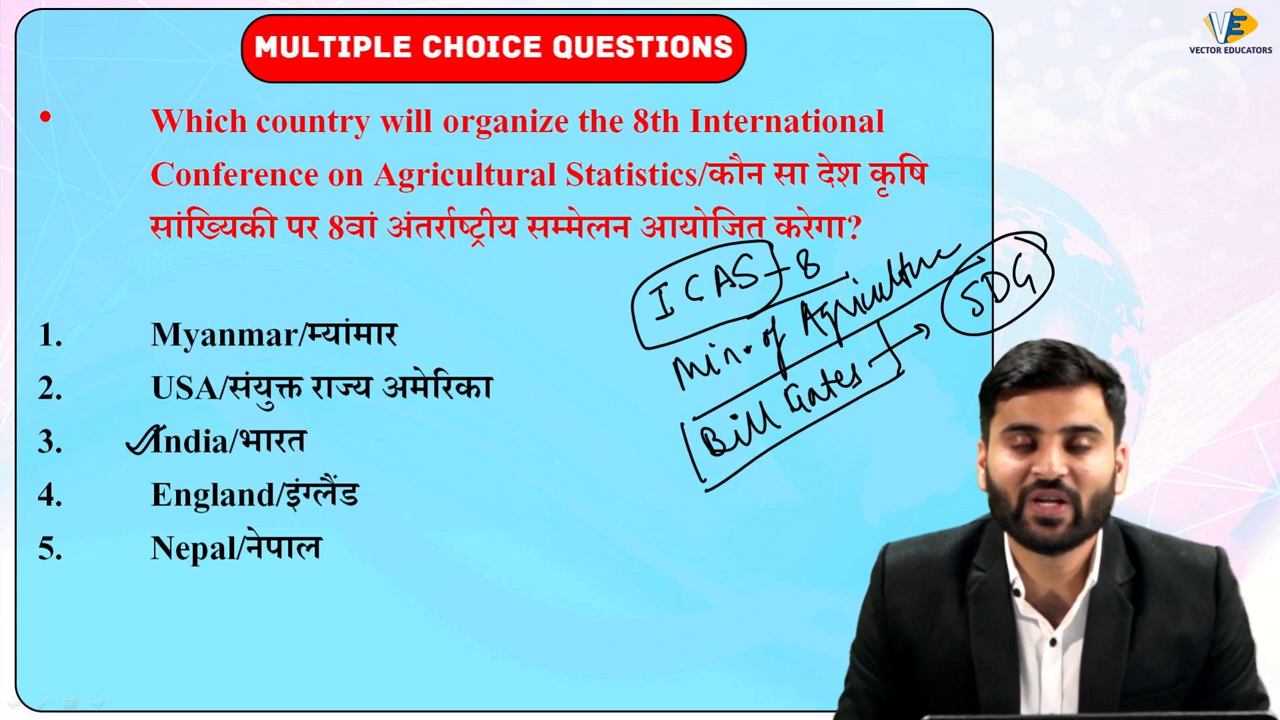 MULTIPLE CHOICE QUESTIONS
VE
VECTOR EDUCATORS
• Which country will organize the 8th International
Conference on Agricultural Statistics/कौन सा देश कृषि
सांख्यिकी पर 8वां अंतर्राष्ट्रीय सम्मेलन आयोजित करेगा?
ICAS - 8
Min. of Agriculture
SDG
Bill Gates
1. Myanmar/म्यांमार
2. USA/संयुक्त राज्य अमेरिका
3. India/भारत
4. England/इंग्लैंड
5. Nepal/नेपाल